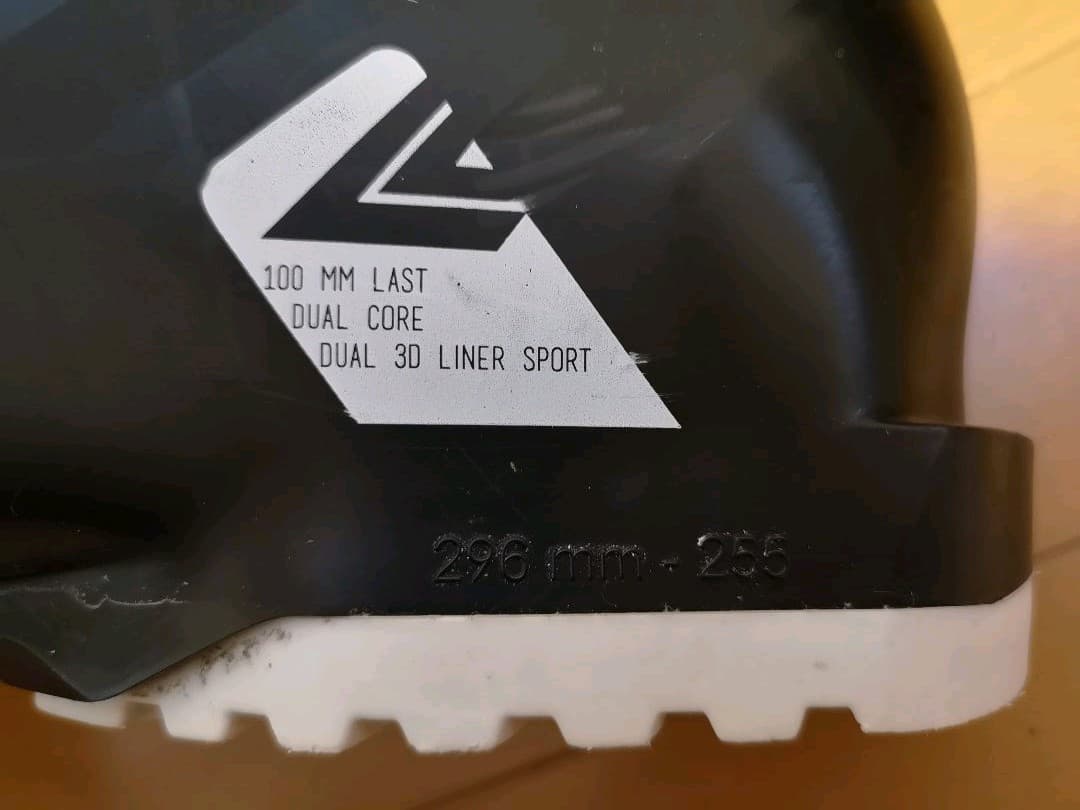 100 MM LAST
DUAL CORE
DUAL 3D LINER SPORT
296 mm - 255